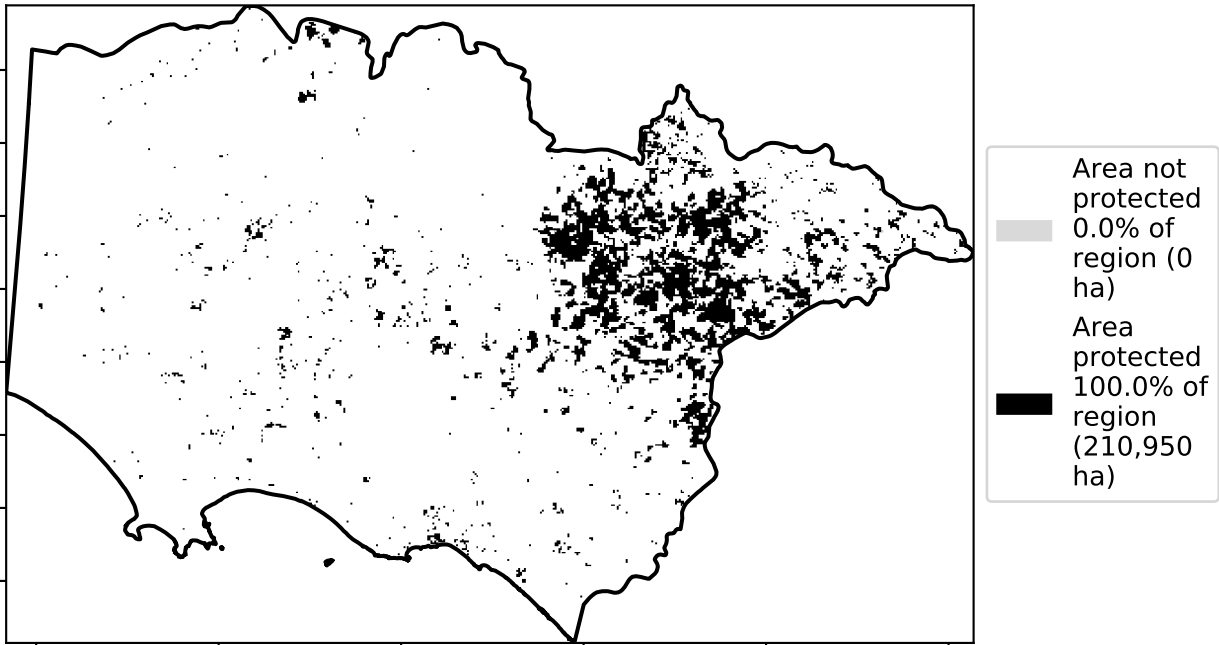 Area not
protected
0.0% of
region (0
ha)
Area
protected
100.0% of
region
(210,950
ha)